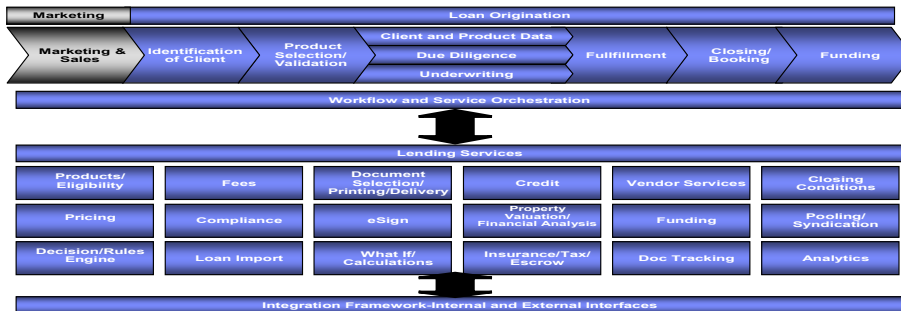 Marketing
Loan Origination
Marketing &
Sales
Identification
of Client
Product
Selection/
Validation
Client and Product Data
Due Diligence
Underwriting
Fullfillment
Closing/
Booking
Funding
Workflow and Service Orchestration
Lending Services
Products/
Eligibility
Fees
Document
Selection/
Printing/Delivery
Credit
Vendor Services
Closing
Conditions
Pricing
Compliance
eSign
Property
Valuation/
Financial Analysis
Funding
Pooling/
Syndication
Decision/Rules
Engine
Loan Import
What If/
Calculations
Insurance/Tax/
Escrow
Doc Tracking
Analytics
Integration Framework-Internal and External Interfaces